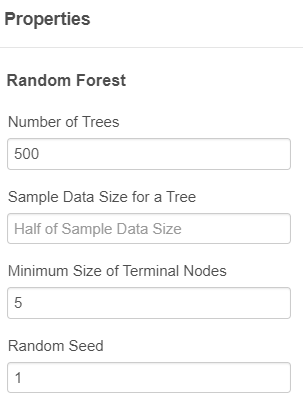 Properties
Random Forest
Number of Trees
500
Sample Data Size for a Tree
Half of Sample Data Size
Minimum Size of Terminal Nodes
5
Random Seed
1